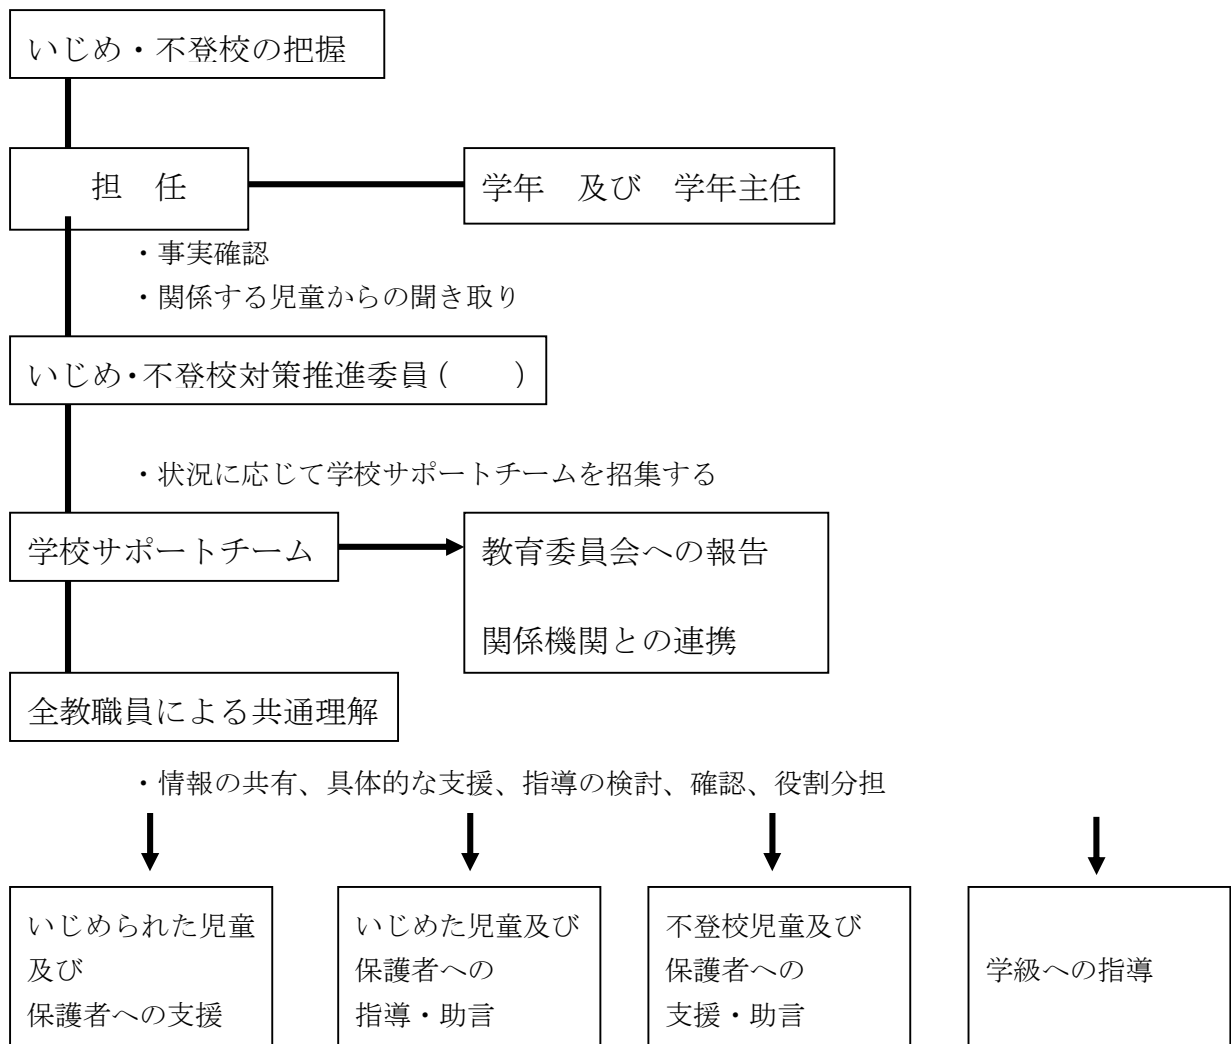 いじめ・不登校の把握
担　任
学年　及び　学年主任
・事実確認
・関係する児童からの聞き取り
いじめ・不登校対策推進委員(　　)
・状況に応じて学校サポートチームを招集する
学校サポートチーム
教育委員会への報告
関係機関との連携
全教職員による共通理解
・情報の共有、具体的な支援、指導の検討、確認、役割分担
いじめられた児童
及び
保護者への支援
いじめた児童及び
保護者への
指導・助言
不登校児童及び
保護者への
支援・助言
学級への指導